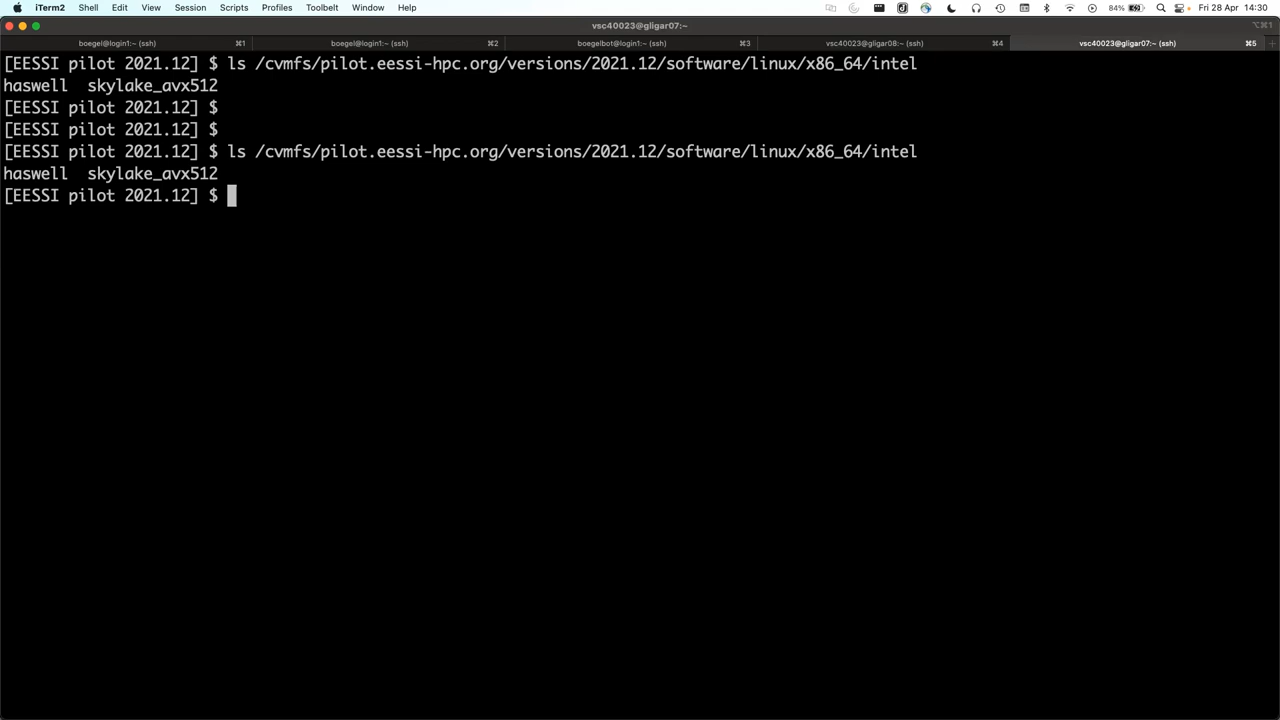 iTerm2 Shell Edit View Session Scripts Profiles Toolbelt Window Help 84% Fri 28 Apr 14:30
vsc40023@gligar07:~ ⌥⌘1
boegel@login1:~ (ssh) ⌘1 boegel@login1:~ (ssh) ⌘2 boegelbot@login1:~ (ssh) ⌘3 vsc40023@gligar08:~ (ssh) ⌘4 vsc40023@gligar07:~ (ssh) ⌘5
[EESSI pilot 2021.12] $ ls /cvmfs/pilot.eessi-hpc.org/versions/2021.12/software/linux/x86_64/intel
haswell  skylake_avx512
[EESSI pilot 2021.12] $
[EESSI pilot 2021.12] $
[EESSI pilot 2021.12] $ ls /cvmfs/pilot.eessi-hpc.org/versions/2021.12/software/linux/x86_64/intel
haswell  skylake_avx512
[EESSI pilot 2021.12] $